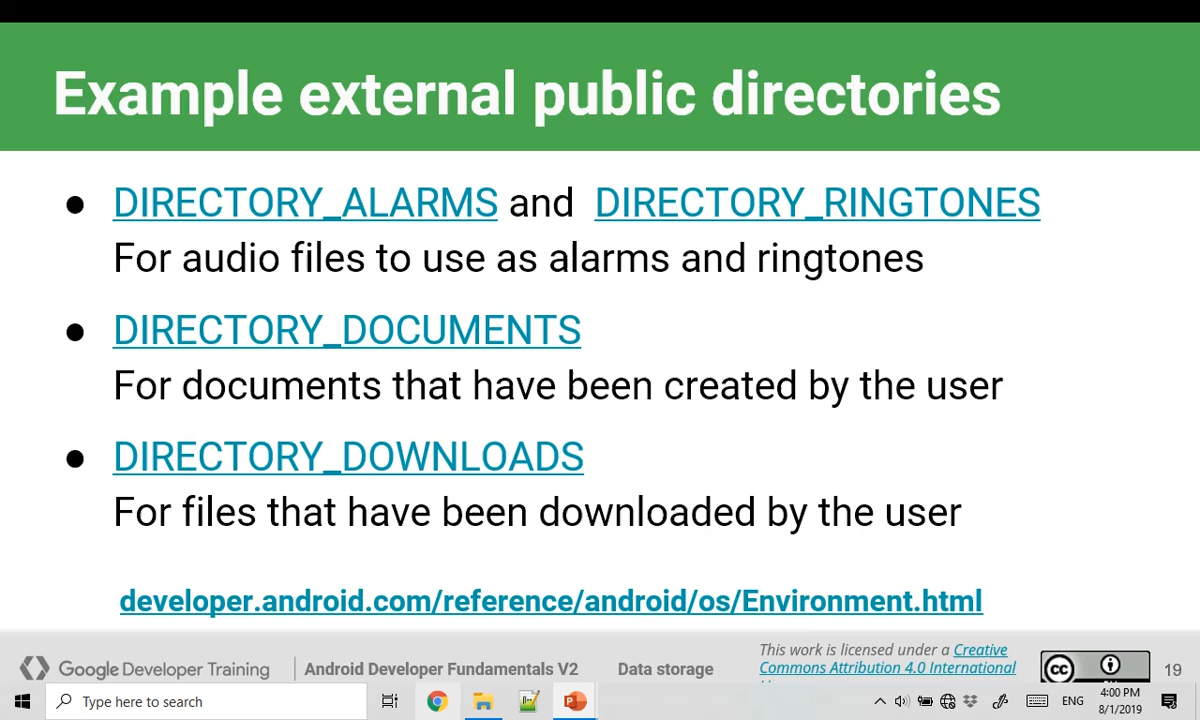 Example external public directories
● DIRECTORY_ALARMS and DIRECTORY_RINGTONES
For audio files to use as alarms and ringtones
● DIRECTORY_DOCUMENTS
For documents that have been created by the user
● DIRECTORY_DOWNLOADS
For files that have been downloaded by the user
developer.android.com/reference/android/os/Environment.html
Google Developer Training
Android Developer Fundamentals V2
Data storage
This work is licensed under a Creative
Commons Attribution 4.0 International
cc
19
Type here to search
ENG
4:00 PM
8/1/2019